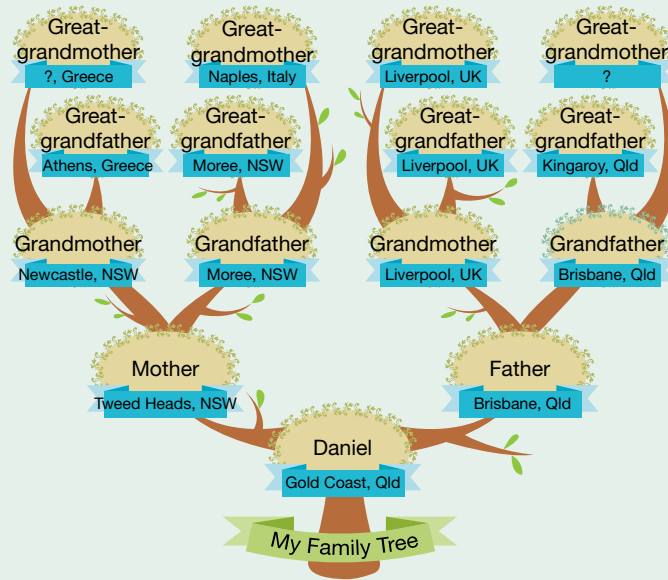 Great-
grandmother
?, Greece
Great-
grandmother
Naples, Italy
Great-
grandmother
Liverpool, UK
Great-
grandmother
?
Great-
grandfather
Athens, Greece
Great-
grandfather
Moree, NSW
Great-
grandfather
Liverpool, UK
Great-
grandfather
Kingaroy, Qld
Grandmother
Newcastle, NSW
Grandfather
Moree, NSW
Grandmother
Liverpool, UK
Grandfather
Brisbane, Qld
Mother
Tweed Heads, NSW
Father
Brisbane, Qld
Daniel
Gold Coast, Qld
My Family Tree